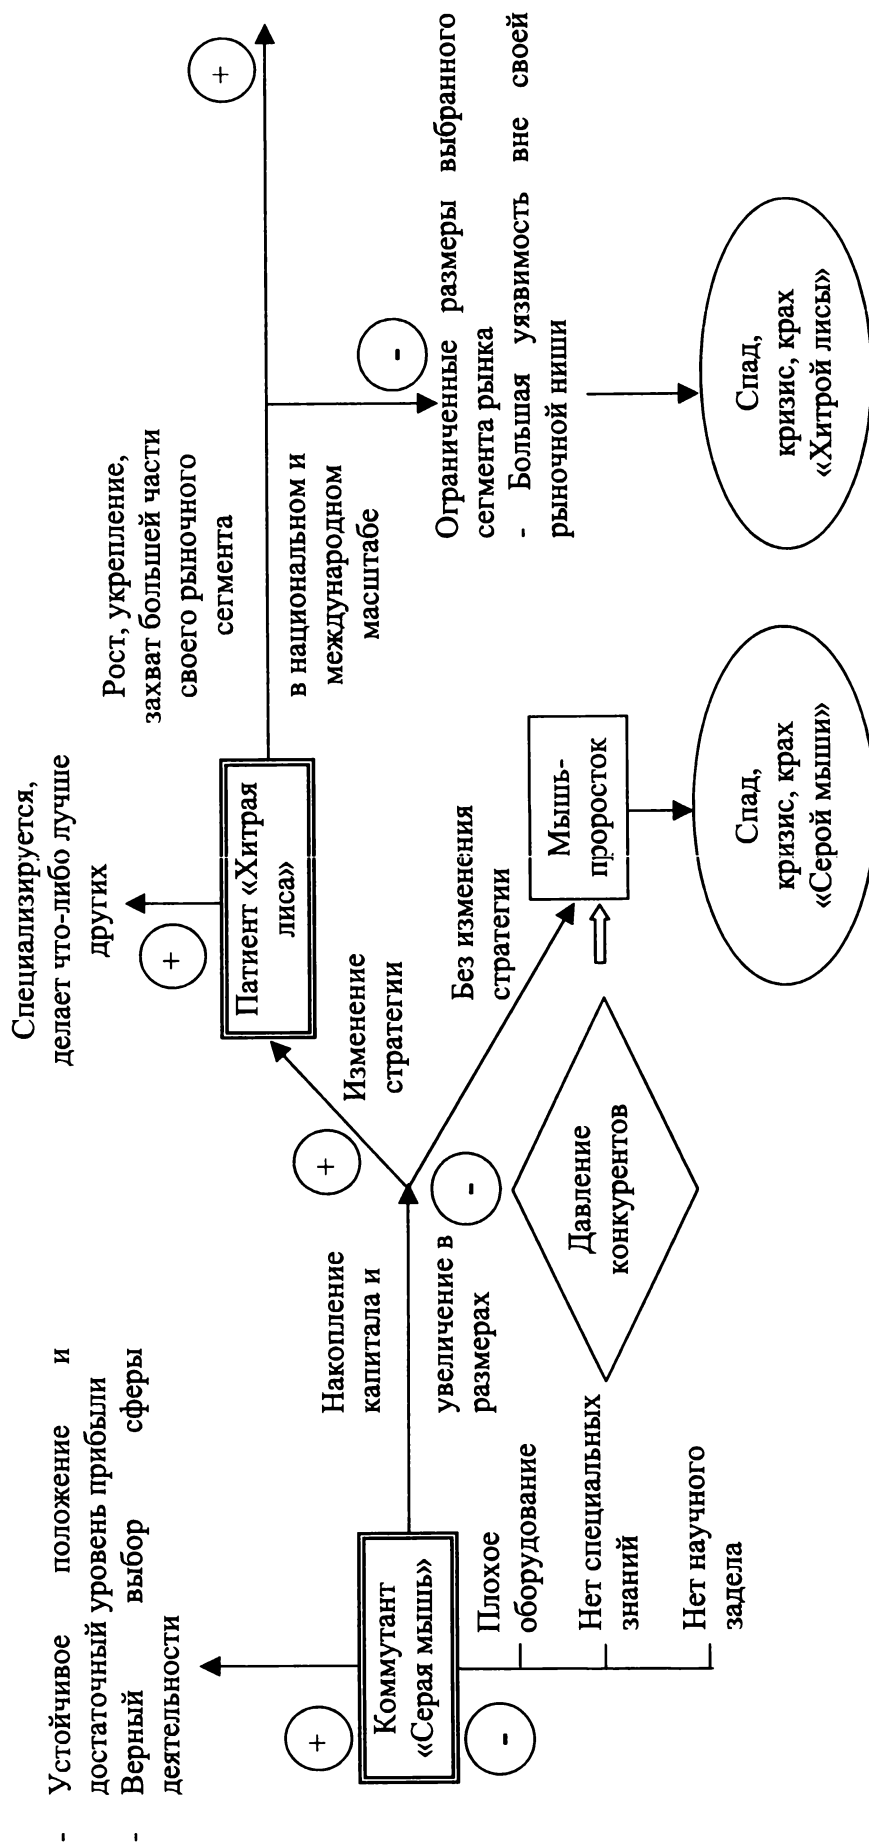 - Устойчивое положение и
достаточный уровень прибыли
- Верный выбор сферы
деятельности
+
Коммутант
«Серая мышь»
-
Плохое
оборудование
Нет специальных
знаний
Нет научного
задела
Накопление
капитала и
увеличение в
размерах
+
Изменение
стратегии
-
Без изменения
стратегии
Давление
конкурентов
Мышь-
проросток
Спад,
кризис, крах
«Серой мыши»
Специализируется,
делает что-либо лучше
других
+
Патиент «Хитрая
лиса»
Рост, укрепление,
захват большей части
своего рыночного
сегмента
в национальном и
международном
масштабе
+
-
Ограниченные размеры выбранного
сегмента рынка
- Большая уязвимость вне своей
рыночной ниши
Спад,
кризис, крах
«Хитрой лисы»